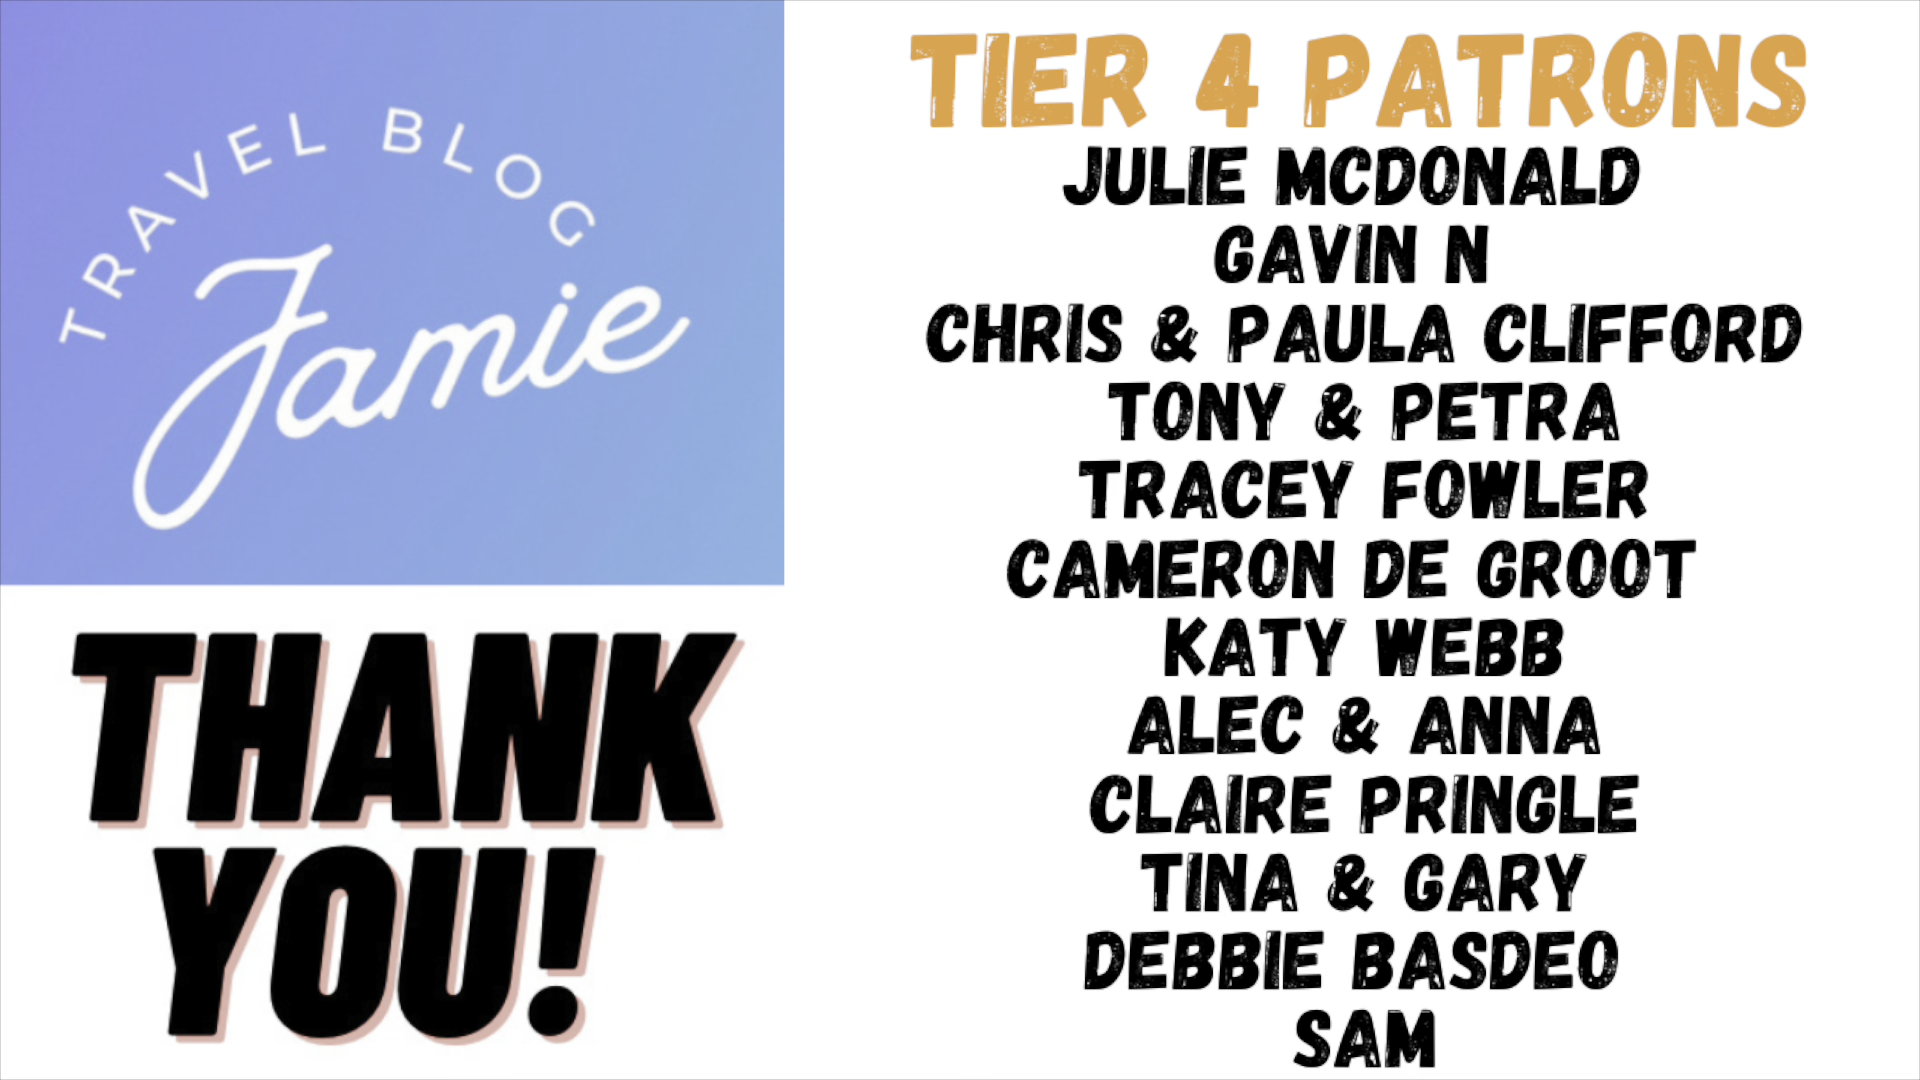 TRAVEL BLOG
Jamie
THANK
YOU!
TIER 4 PATRONS
JULIE MCDONALD
GAVIN N
CHRIS & PAULA CLIFFORD
TONY & PETRA
TRACEY FOWLER
CAMERON DE GROOT
KATY WEBB
ALEC & ANNA
CLAIRE PRINGLE
TINA & GARY
DEBBIE BASDEO
SAM